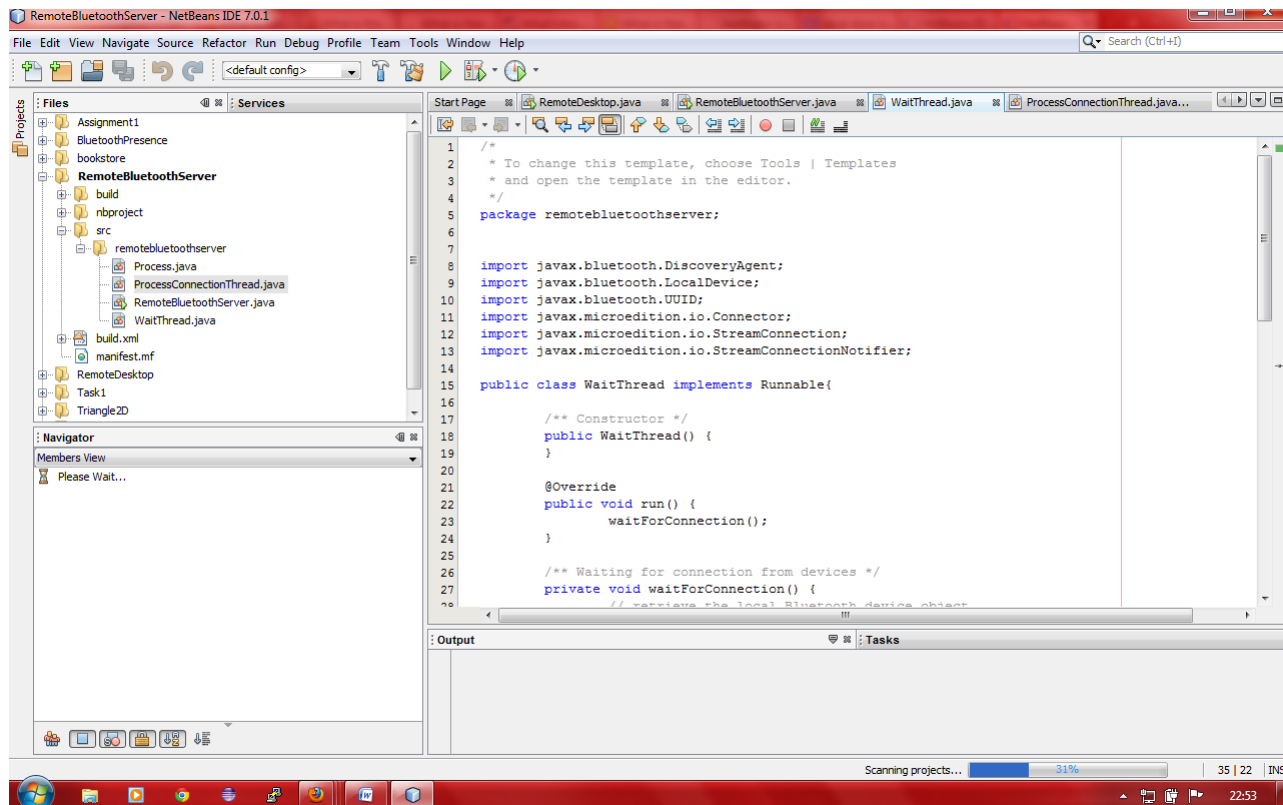 RemoteBluetoothServer - NetBeans IDE 7.0.1
File Edit View Navigate Source Refactor Run Debug Profile Team Tools Window Help
Search (Ctrl+I)
<default config>
Projects
Files
Services
Assignment1
BluetoothPresence
bookstore
RemoteBluetoothServer
build
nbproject
src
remotebluetoothserver
Process.java
ProcessConnectionThread.java
RemoteBluetoothServer.java
WaitThread.java
build.xml
manifest.mf
RemoteDesktop
Task1
Triangle2D
Navigator
Members View
Please Wait...
Start Page RemoteDesktop.java RemoteBluetoothServer.java WaitThread.java ProcessConnectionThread.java...
1 /*
2 * To change this template, choose Tools | Templates
3 * and open the template in the editor.
4 */
5 package remotebluetoothserver;
6
7
8 import javax.bluetooth.DiscoveryAgent;
9 import javax.bluetooth.LocalDevice;
10 import javax.bluetooth.UUID;
11 import javax.microedition.io.Connector;
12 import javax.microedition.io.StreamConnection;
13 import javax.microedition.io.StreamConnectionNotifier;
14
15 public class WaitThread implements Runnable{
16
17 /** Constructor */
18 public WaitThread() {
19 }
20
21 @Override
22 public void run() {
23 waitForConnection();
24 }
25
26 /** Waiting for connection from devices */
27 private void waitForConnection() {
28 // retrieve the local Bluetooth device object
Output
Tasks
Scanning projects... 31%
35 | 22 INS
22:53